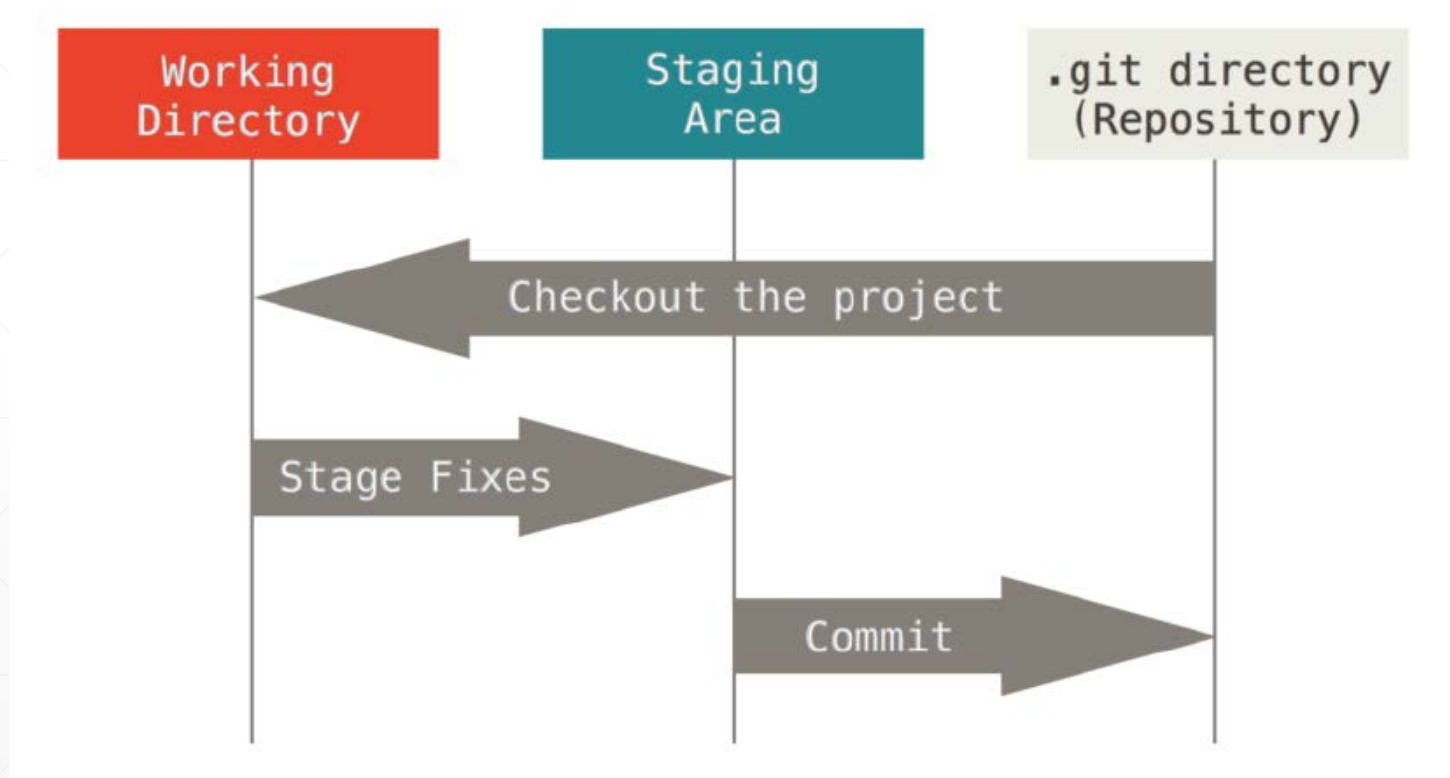 Working
Directory
Staging
Area
.git directory
(Repository)
Checkout the project
Stage Fixes
Commit